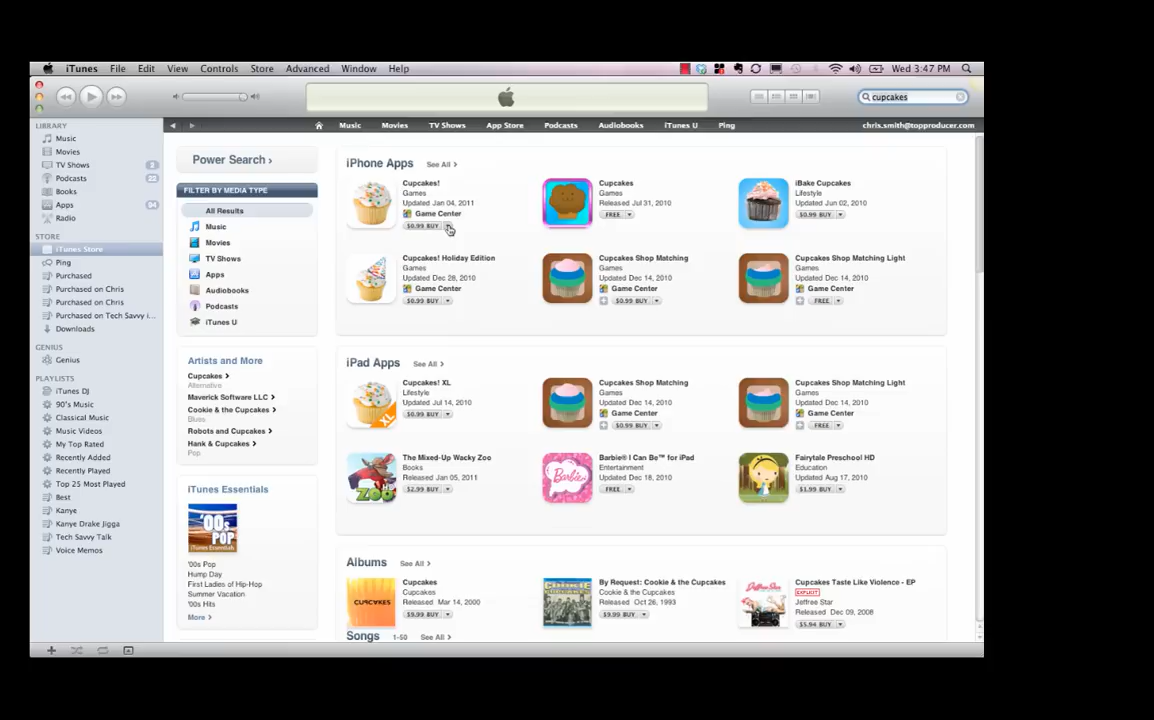 iTunes File Edit View Controls Store Advanced Window Help Wed 3:47 PM
cupcakes
LIBRARY
Music
Movies
TV Shows
Podcasts 22
Books
Apps
Radio
STORE
iTunes Store
Ping
Purchased
Purchased on Chris
Purchased on Chris
Purchased on Tech Savvy i...
Downloads
GENIUS
Genius
PLAYLISTS
iTunes DJ
90's Music
Classical Music
Music Videos
My Top Rated
Recently Added
Recently Played
Top 25 Most Played
Best
Kanye
Kanye Drake Jigga
Tech Savvy Talk
Voice Memos
Music Movies TV Shows App Store Podcasts Audiobooks iTunes U Ping chris.smith@topproducer.com
Power Search ›
FILTER BY MEDIA TYPE
All Results
Music
Movies
TV Shows
Apps
Audiobooks
Podcasts
iTunes U
Artists and More
Cupcakes ›
Alternative
Maverick Software LLC ›
Cookie & the Cupcakes ›
Blues
Robots and Cupcakes ›
Hank & Cupcakes ›
Pop
iTunes Essentials
'00s
POP
iTunes Essentials
'00s Pop
Hump Day
First Ladies of Hip-Hop
Summer Vacation
'00s Hits
More ›
iPhone Apps See All ›
Cupcakes!
Games
Updated Jan 04, 2011
Game Center
$0.99 BUY
Cupcakes
Games
Released Jul 31, 2010
FREE
iBake Cupcakes
Lifestyle
Updated Jun 02, 2010
$0.99 BUY
Cupcakes! Holiday Edition
Games
Updated Dec 28, 2010
Game Center
$0.99 BUY
Cupcakes Shop Matching
Games
Updated Dec 14, 2010
Game Center
$0.99 BUY
Cupcakes Shop Matching Light
Games
Updated Dec 14, 2010
Game Center
FREE
iPad Apps See All ›
Cupcakes! XL
Lifestyle
Updated Jul 14, 2010
$0.99 BUY
XL
Cupcakes Shop Matching
Games
Updated Dec 14, 2010
Game Center
$0.99 BUY
Cupcakes Shop Matching Light
Games
Updated Dec 14, 2010
Game Center
FREE
The Mixed-Up Wacky Zoo
Books
Released Jan 05, 2011
$2.99 BUY
ZOO
Barbie® I Can Be™ for iPad
Entertainment
Updated Dec 18, 2010
FREE
Barbie
Fairytale Preschool HD
Education
Updated Aug 17, 2010
$1.99 BUY
Albums See All ›
Cupcakes
Cupcakes
Released Mar 14, 2000
$9.99 BUY
CUPCAKES
By Request: Cookie & the Cupcakes
Cookie & the Cupcakes
Released Oct 26, 1993
$9.99 BUY
Cupcakes Taste Like Violence - EP
EXPLICIT
Jeffree Star
Released Dec 09, 2008
$5.94 BUY
Songs 1-50 See All ›